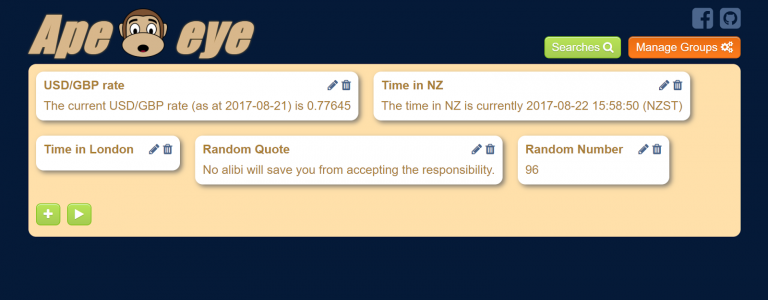 Ape eye
Searches
Manage Groups
USD/GBP rate
The current USD/GBP rate (as at 2017-08-21) is 0.77645
Time in NZ
The time in NZ is currently 2017-08-22 15:58:50 (NZST)
Time in London
Random Quote
No alibi will save you from accepting the responsibility.
Random Number
96